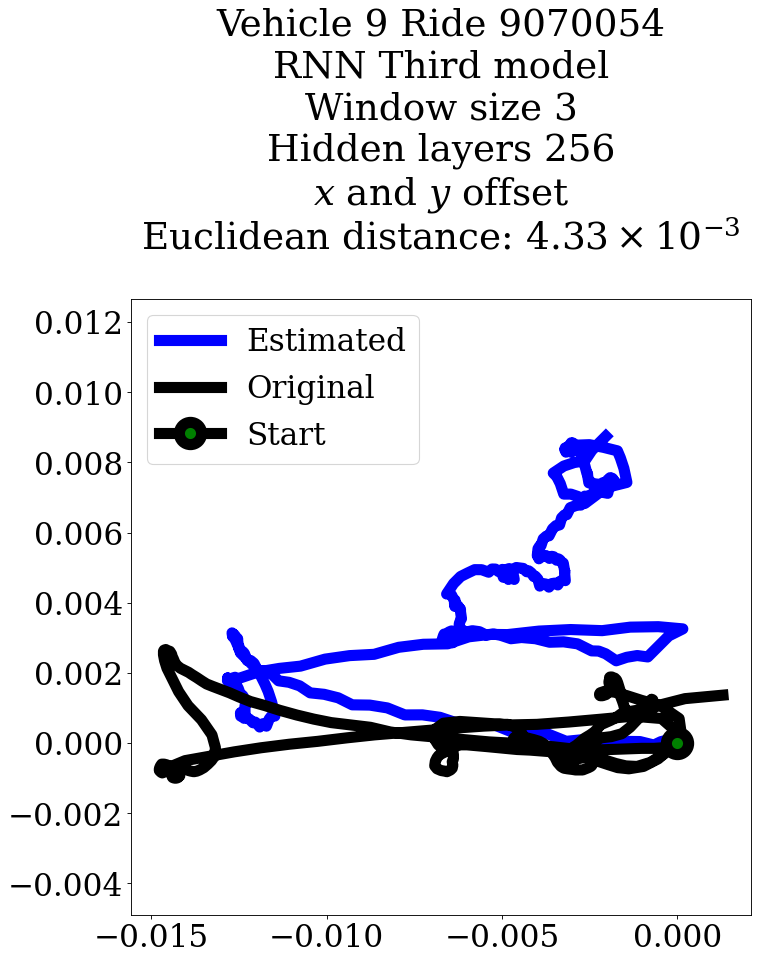 Vehicle 9 Ride 9070054
RNN Third model
Window size 3
Hidden layers 256
x and y offset
Euclidean distance: 4.33 × 10⁻³
Estimated
Original
Start
0.012
0.010
0.008
0.006
0.004
0.002
0.000
−0.002
−0.004
−0.015 −0.010 −0.005 0.000